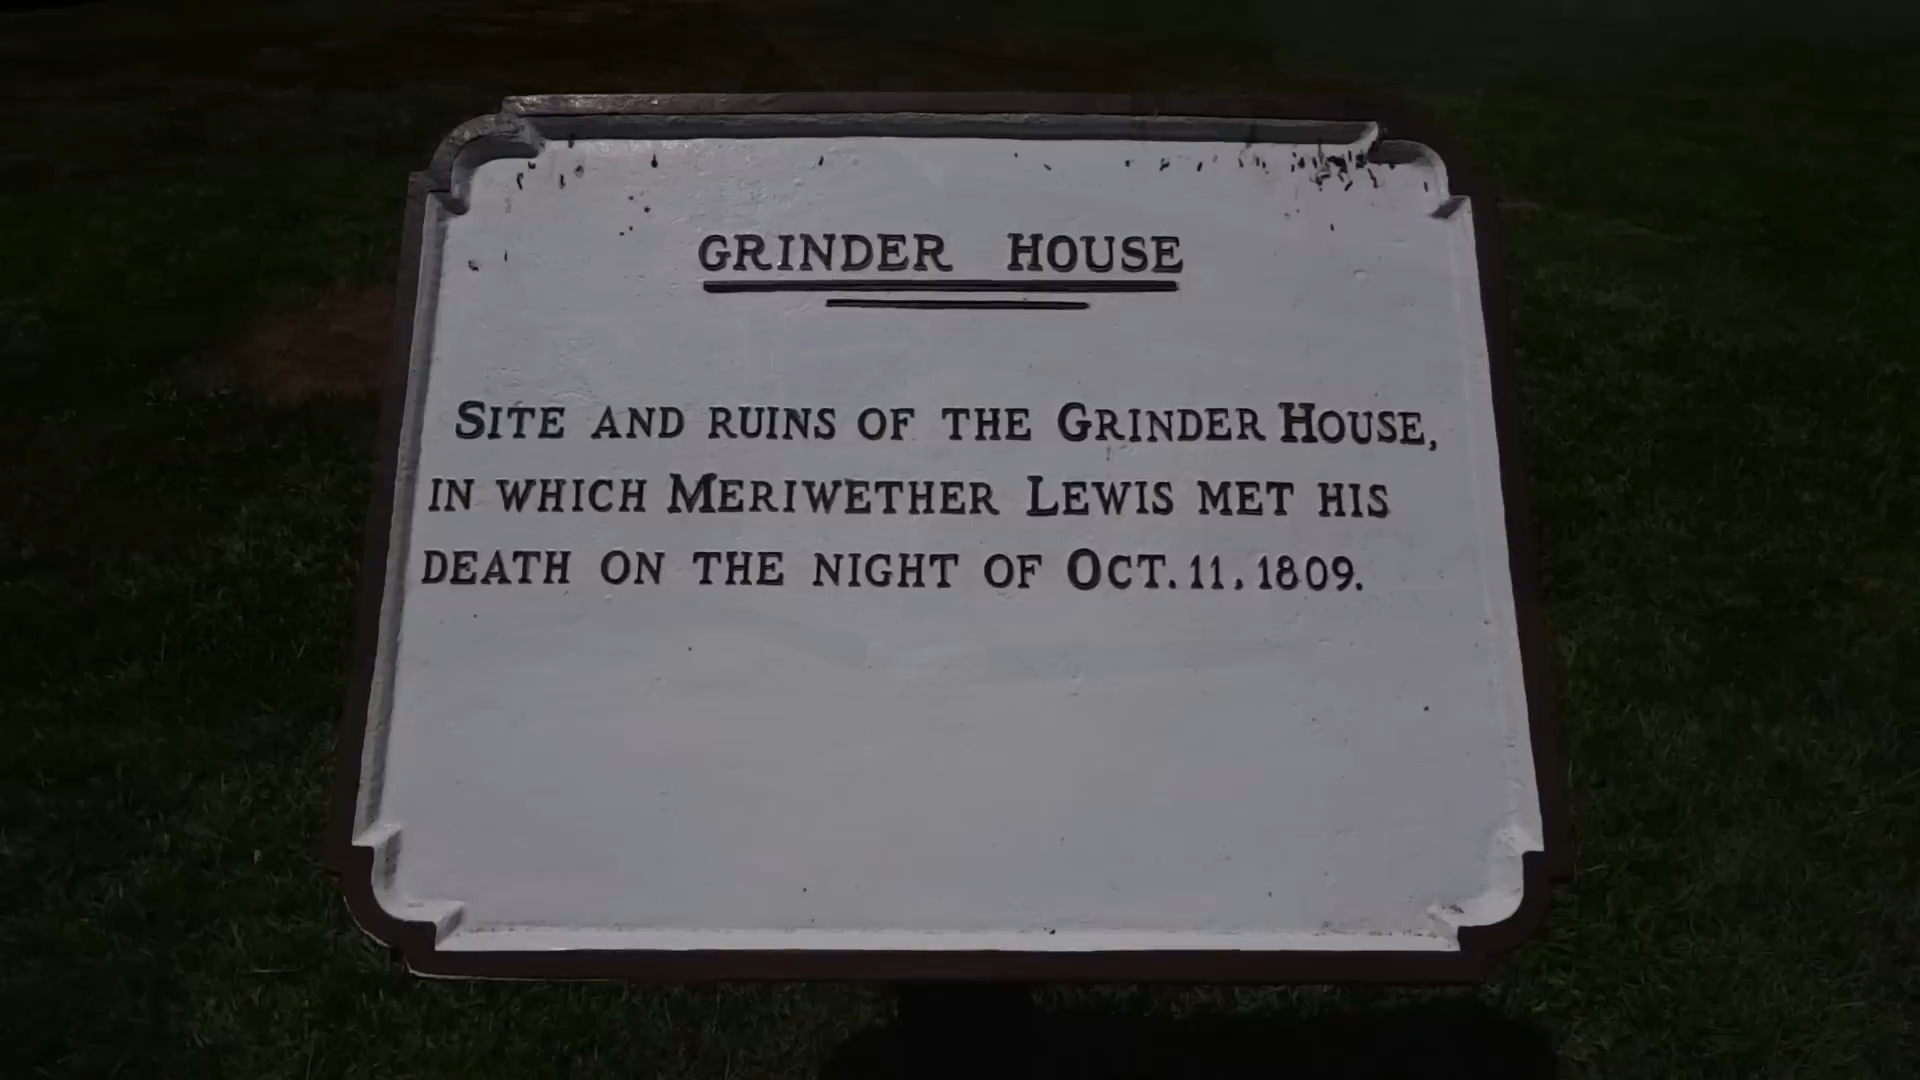 GRINDER HOUSE
SITE AND RUINS OF THE GRINDER HOUSE,
IN WHICH MERIWETHER LEWIS MET HIS
DEATH ON THE NIGHT OF OCT. 11, 1809.